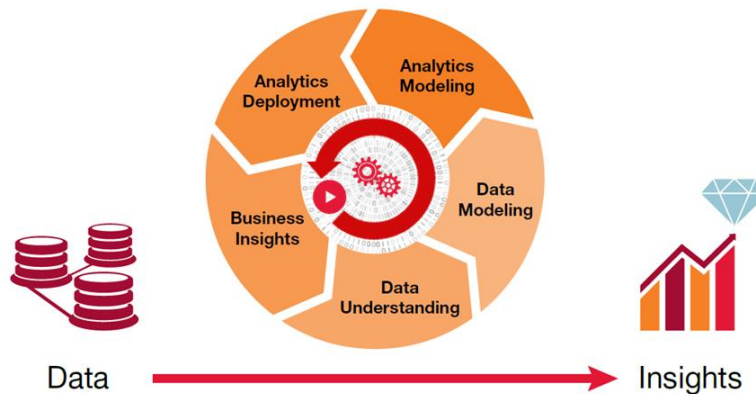 Analytics
Deployment
Analytics
Modeling
Business
Insights
Data
Modeling
Data
Understanding
Data
Insights